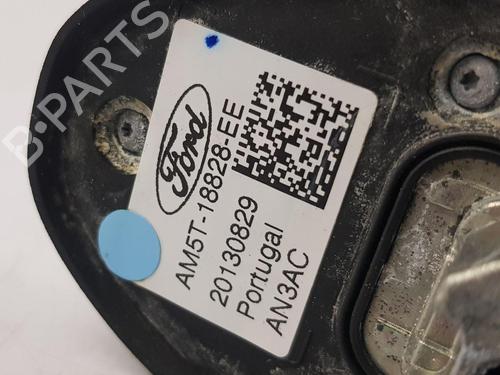 B-PARTS
Ford
AM5T-18828-EE
20130829
Portugal
AN3AC